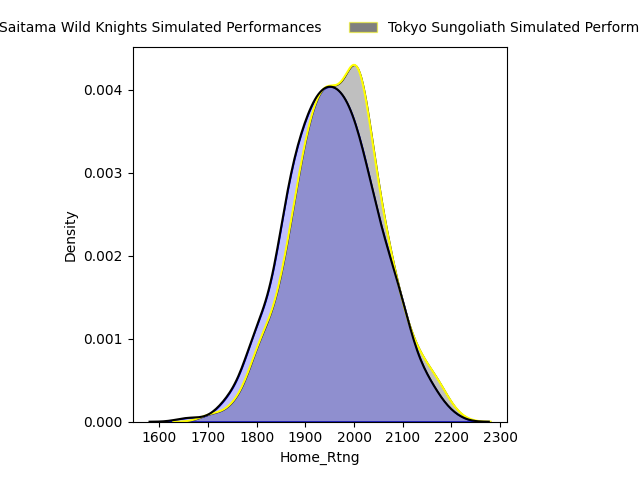 Saitama Wild Knights Simulated Performances
Tokyo Sungoliath Simulated Perform
0.004
0.003
0.002
0.001
0.000
Density
1600 1700 1800 1900 2000 2100 2200 2300
Home_Rtng